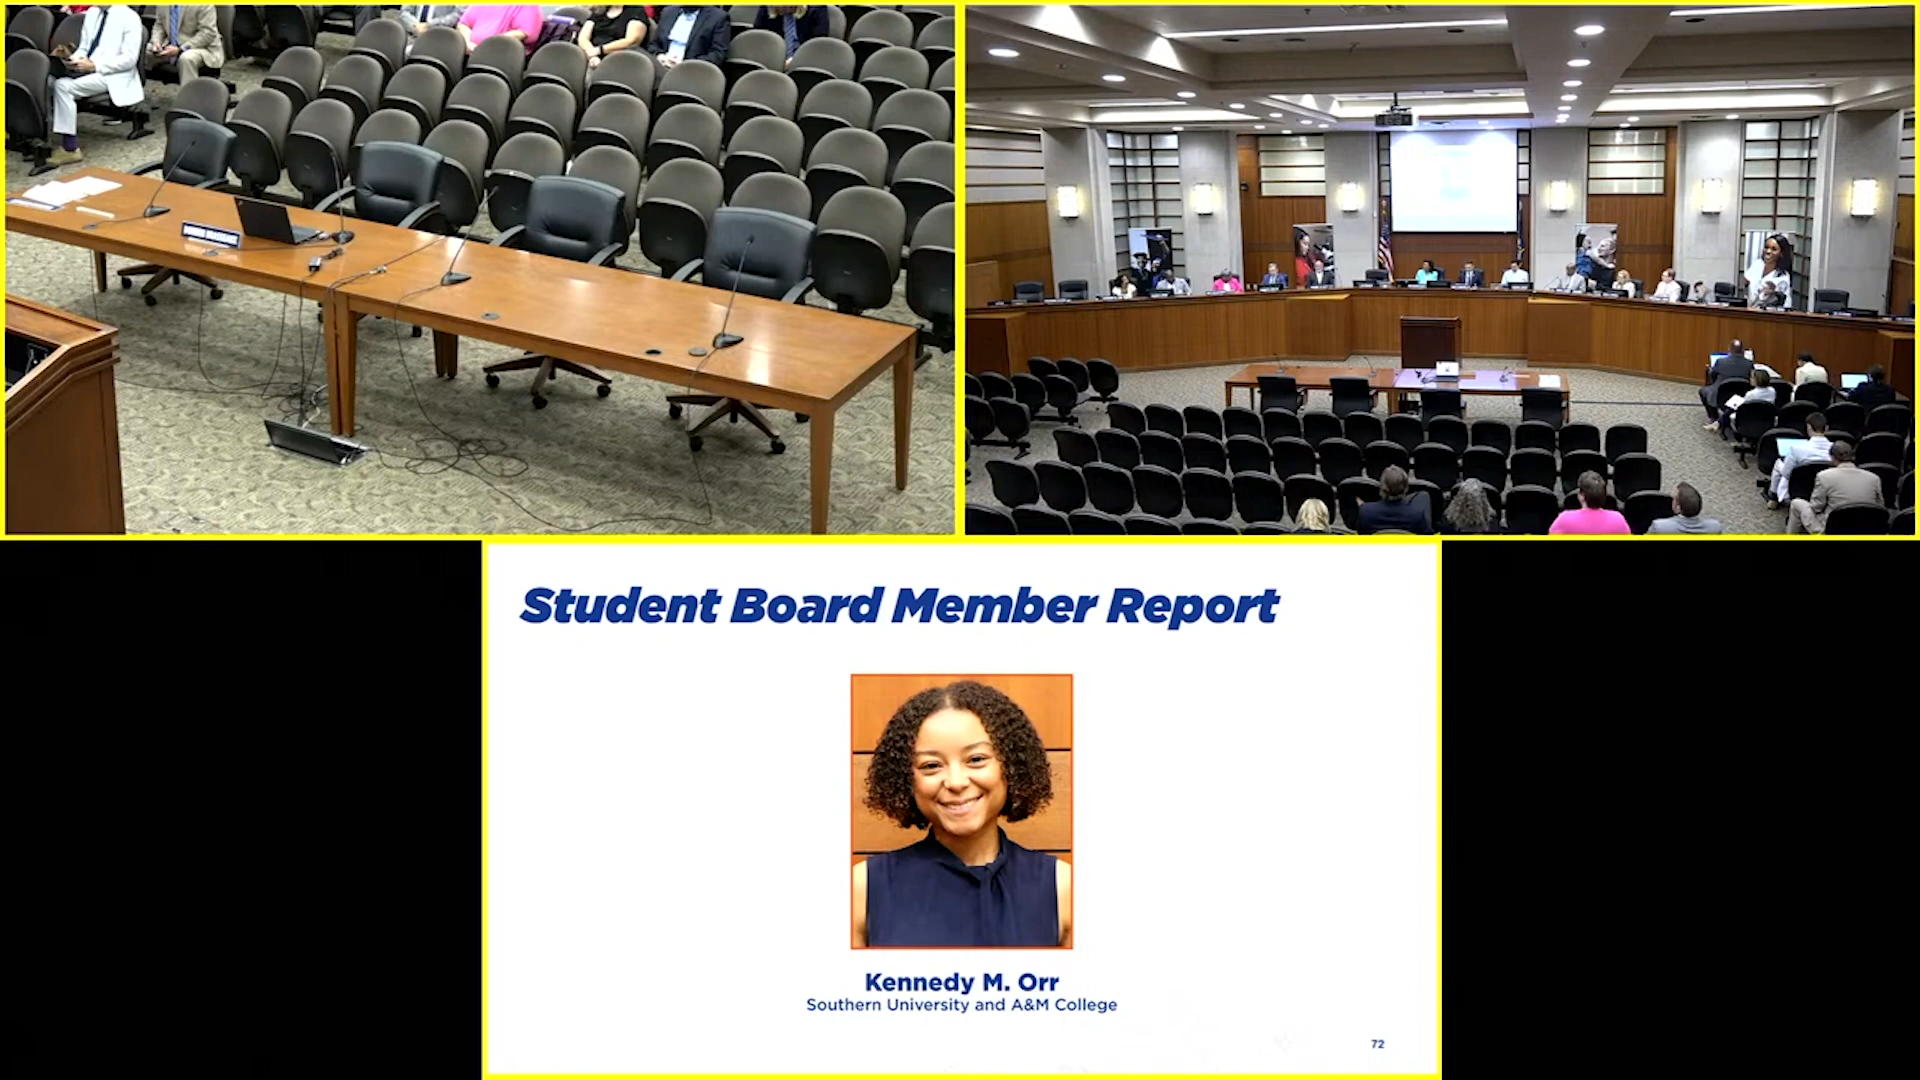 Student Board Member Report
Kennedy M. Orr
Southern University and A&M College
72